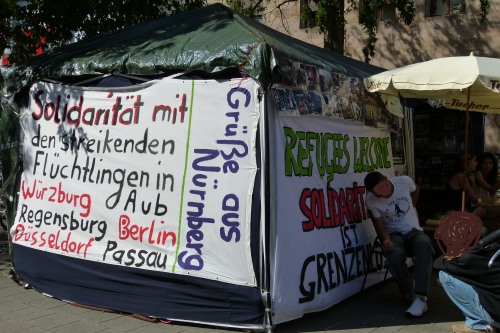 Solidarität mit
den streikenden
Flüchtlingen in
Aub
Würzburg
Regensburg Berlin
Düsseldorf Passau
Grüße aus
Nürnberg
REFUGEES WELCOME
SOLIDARITÄT
IST
GRENZENLOS
Tucher